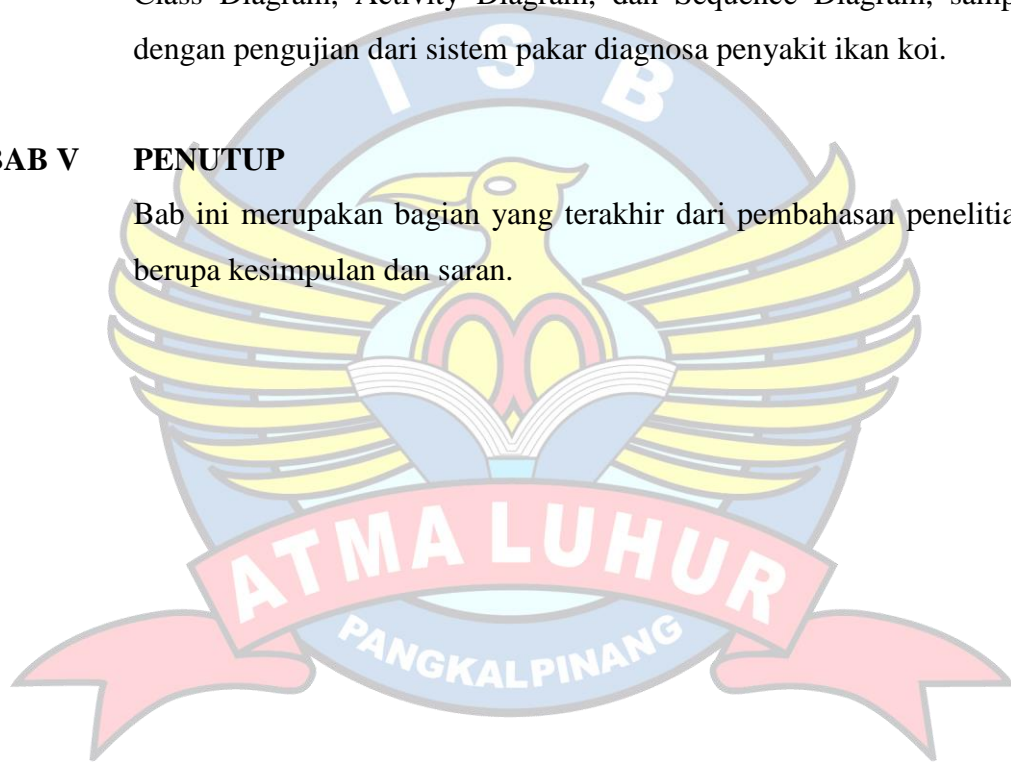 Class Diagram, Activity Diagram, dan Sequence Diagram, samp
dengan pengujian dari sistem pakar diagnosa penyakit ikan koi.
BAB V PENUTUP
Bab ini merupakan bagian yang terakhir dari pembahasan penelitia
berupa kesimpulan dan saran.
I S B
ATMA LUHUR
PANGKALPINANG